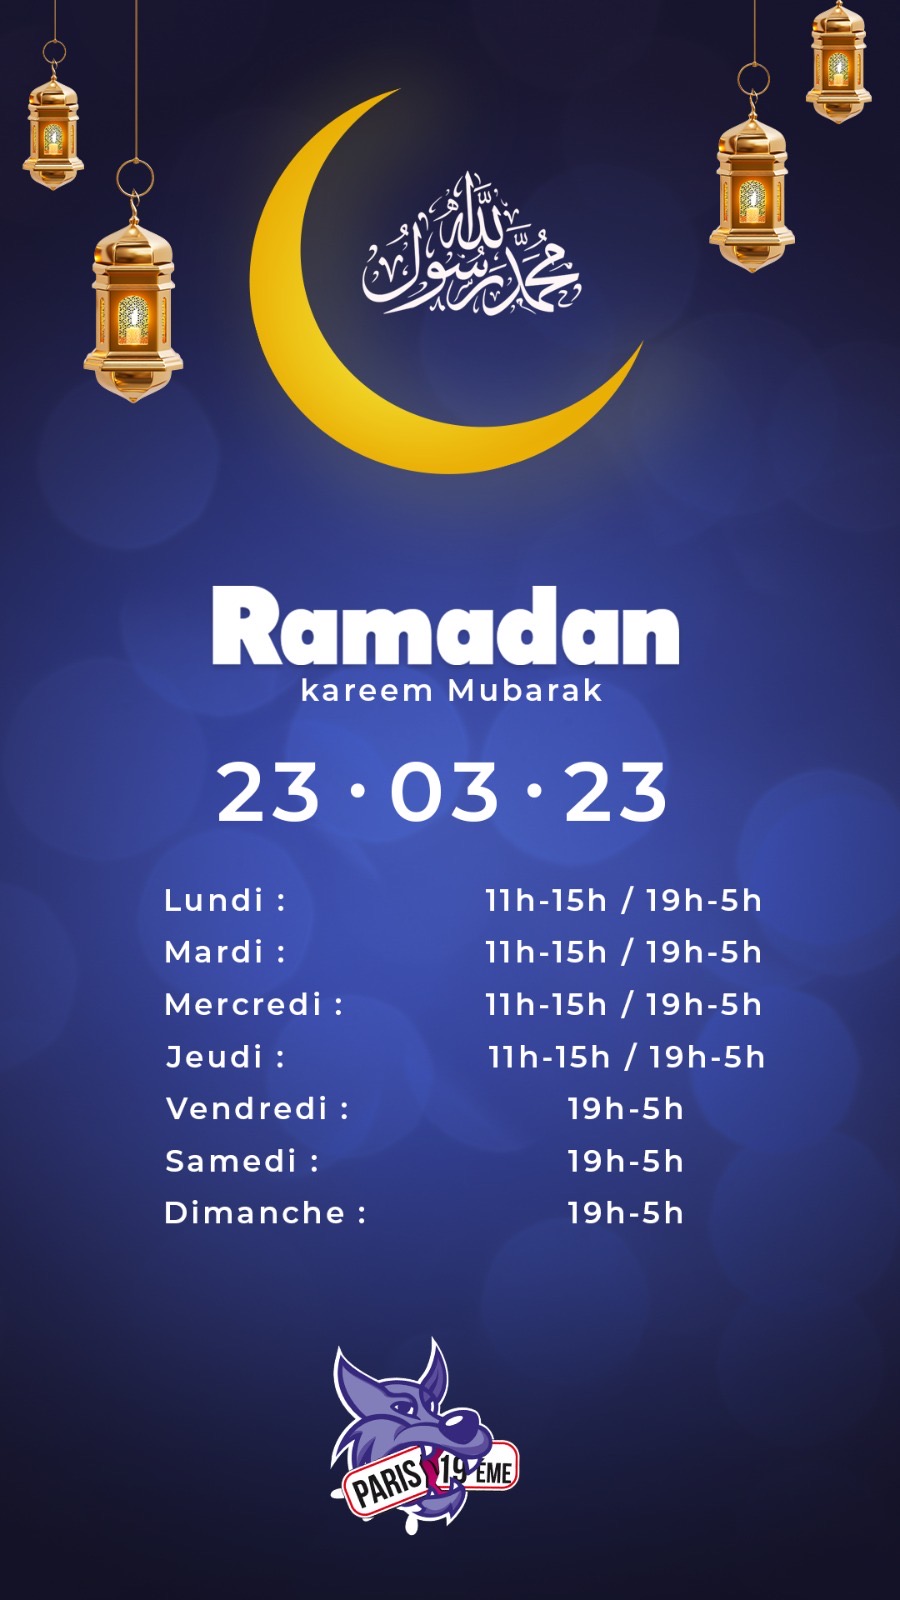 محمد رسول الله
Ramadan
kareem Mubarak
23 · 03 · 23
Lundi : 11h-15h / 19h-5h
Mardi : 11h-15h / 19h-5h
Mercredi : 11h-15h / 19h-5h
Jeudi : 11h-15h / 19h-5h
Vendredi : 19h-5h
Samedi : 19h-5h
Dimanche : 19h-5h
PARIS 19 ÈME